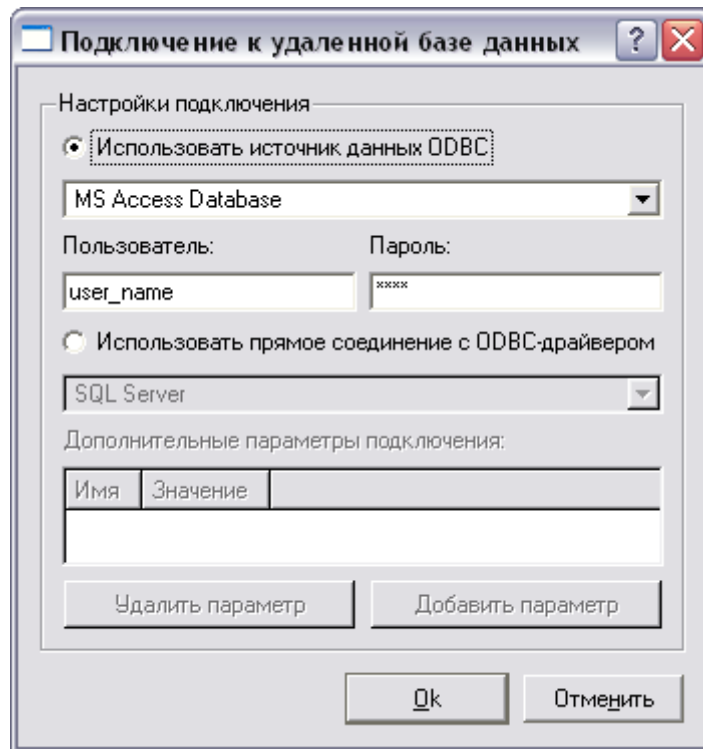 Подключение к удаленной базе данных
Настройки подключения
Использовать источник данных ODBC
MS Access Database
Пользователь: Пароль:
user_name ****
Использовать прямое соединение с ODBC-драйвером
SQL Server
Дополнительные параметры подключения:
Имя Значение
Удалить параметр Добавить параметр
Ok Отменить